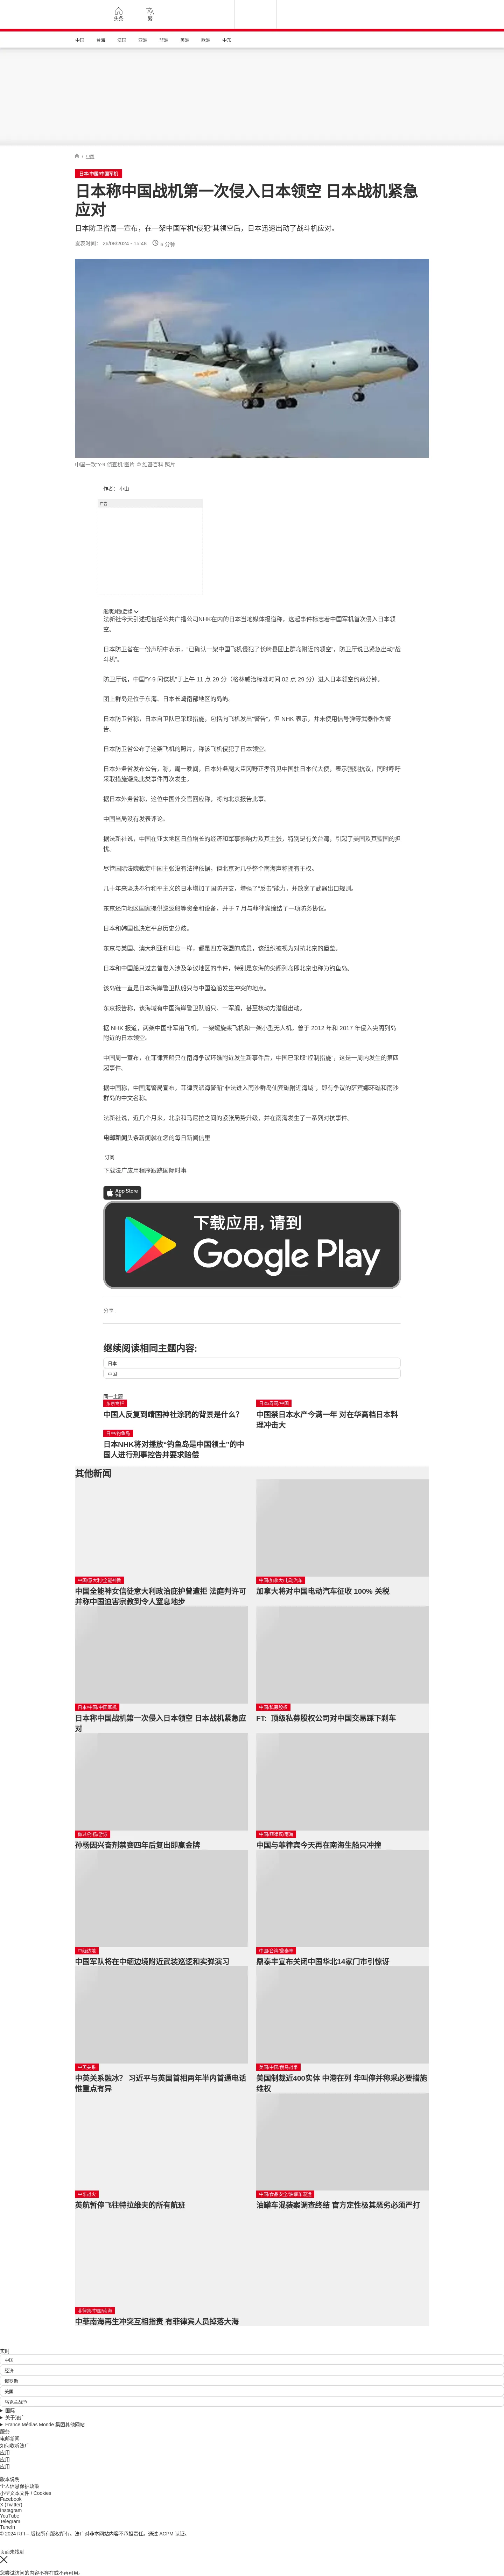 头条
繁
中国
台海
法国
亚洲
非洲
美洲
欧洲
中东
/ 中国
日本/中国/中国军机
日本称中国战机第一次侵入日本领空 日本战机紧急
应对
日本防卫省周一宣布，在一架中国军机“侵犯”其领空后，日本迅速出动了战斗机应对。
发表时间： 26/08/2024 - 15:48
6 分钟
中国一款"Y-9 侦查机"图片 © 维基百科 照片
作者： 小山
广告
继续浏览后续
法新社今天引述据包括公共广播公司NHK在内的日本当地媒体报道称，这起事件标志着中国军机首次侵入日本领
空。
日本防卫省在一份声明中表示，“已确认一架中国飞机侵犯了长崎县团上群岛附近的领空”，防卫厅说已紧急出动“战
斗机”。
防卫厅说，中国“Y-9 间谍机”于上午 11 点 29 分（格林威治标准时间 02 点 29 分）进入日本领空约两分钟。
团上群岛是位于东海、日本长崎南部地区的岛屿。
日本防卫省称，日本自卫队已采取措施，包括向飞机发出“警告”，但 NHK 表示，并未使用信号弹等武器作为警
告。
日本防卫省公布了这架飞机的照片，称该飞机侵犯了日本领空。
日本外务省发布公告，称，周一晚间，日本外务副大臣冈野正孝召见中国驻日本代大使，表示强烈抗议，同时呼吁
采取措施避免此类事件再次发生。
据日本外务省称，这位中国外交官回应称，将向北京报告此事。
中国当局没有发表评论。
据法新社说，中国在亚太地区日益增长的经济和军事影响力及其主张，特别是有关台湾，引起了美国及其盟国的担
忧。
尽管国际法院裁定中国主张没有法律依据，但北京对几乎整个南海声称拥有主权。
几十年来坚决奉行和平主义的日本增加了国防开支，增强了“反击”能力，并放宽了武器出口规则。
东京还向地区国家提供巡逻艇等资金和设备，并于 7 月与菲律宾缔结了一项防务协议。
日本和韩国也决定平息历史分歧。
东京与美国、澳大利亚和印度一样，都是四方联盟的成员，该组织被视为对抗北京的堡垒。
日本和中国船只过去曾卷入涉及争议地区的事件，特别是东海的尖阁列岛即北京也称为钓鱼岛。
该岛链一直是日本海岸警卫队船只与中国渔船发生冲突的地点。
东京报告称，该海域有中国海岸警卫队船只、一军舰，甚至核动力潜艇出动。
据 NHK 报道，两架中国非军用飞机，一架螺旋桨飞机和一架小型无人机，曾于 2012 年和 2017 年侵入尖阁列岛
附近的日本领空。
中国周一宣布，在菲律宾船只在南海争议环礁附近发生新事件后，中国已采取“控制措施”，这是一周内发生的第四
起事件。
据中国称，中国海警局宣布，菲律宾派海警船“非法进入南沙群岛仙宾礁附近海域”，即有争议的萨宾娜环礁和南沙
群岛的中文名称。
法新社说，近几个月来，北京和马尼拉之间的紧张局势升级，并在南海发生了一系列对抗事件。
电邮新闻头条新闻就在您的每日新闻信里
订阅
下载法广应用程序跟踪国际时事
App Store
下载
下载应用，请到
Google Play
分享 :
继续阅读相同主题内容:
日本
中国
同一主题
东京专栏
中国人反复到靖国神社涂鸦的背景是什么？
日本/寿司/中国
中国禁日本水产今满一年 对在华高档日本料
理冲击大
日中/钓鱼岛
日本NHK将对播放“钓鱼岛是中国领土”的中
国人进行刑事控告并要求赔偿
其他新闻
中国/意大利/全能神教
中国全能神女信徒意大利政治庇护曾遭拒 法庭判许可
并称中国迫害宗教到令人窒息地步
中国/加拿大/电动汽车
加拿大将对中国电动汽车征收 100% 关税
日本/中国/中国军机
日本称中国战机第一次侵入日本领空 日本战机紧急应
对
中国/私募股权
FT: 顶级私募股权公司对中国交易踩下刹车
孙杨因兴奋剂禁赛四年后复出即赢金牌
中国/菲律宾/南海
中国与菲律宾今天再在南海生船只冲撞
中缅边境
中国军队将在中缅边境附近武装巡逻和实弹演习
中国/台湾/鼎泰丰
鼎泰丰宣布关闭中国华北14家门市引惊讶
中英关系
中英关系融冰？ 习近平与英国首相两年半内首通电话
惟重点有异
美国/中国/俄乌战争
美国制裁近400实体 中港在列 华叫停并称采必要措施
维权
中东战火
英航暂停飞往特拉维夫的所有航班
中国/食品安全/油罐车混运
油罐车混装案调查终结 官方定性极其恶劣必须严打
菲律宾/中国/南海
中菲南海再生冲突互相指责 有菲律宾人员掉落大海
实时
中国
经济
俄罗斯
美国
乌克兰战争
国际
关于法广
France Médias Monde 集团其他网站
服务
电邮新闻
如何收听法广
应用
应用
应用
版本说明
个人信息保护政策
小型文本文件 / Cookies
Facebook
X (Twitter)
Instagram
YouTube
Telegram
TuneIn
© 2024 RFI – 版权所有版权所有。法广对非本网站内容不承担责任。通过 ACPM 认证。
页面未找到
您尝试访问的内容不存在或不再可用。